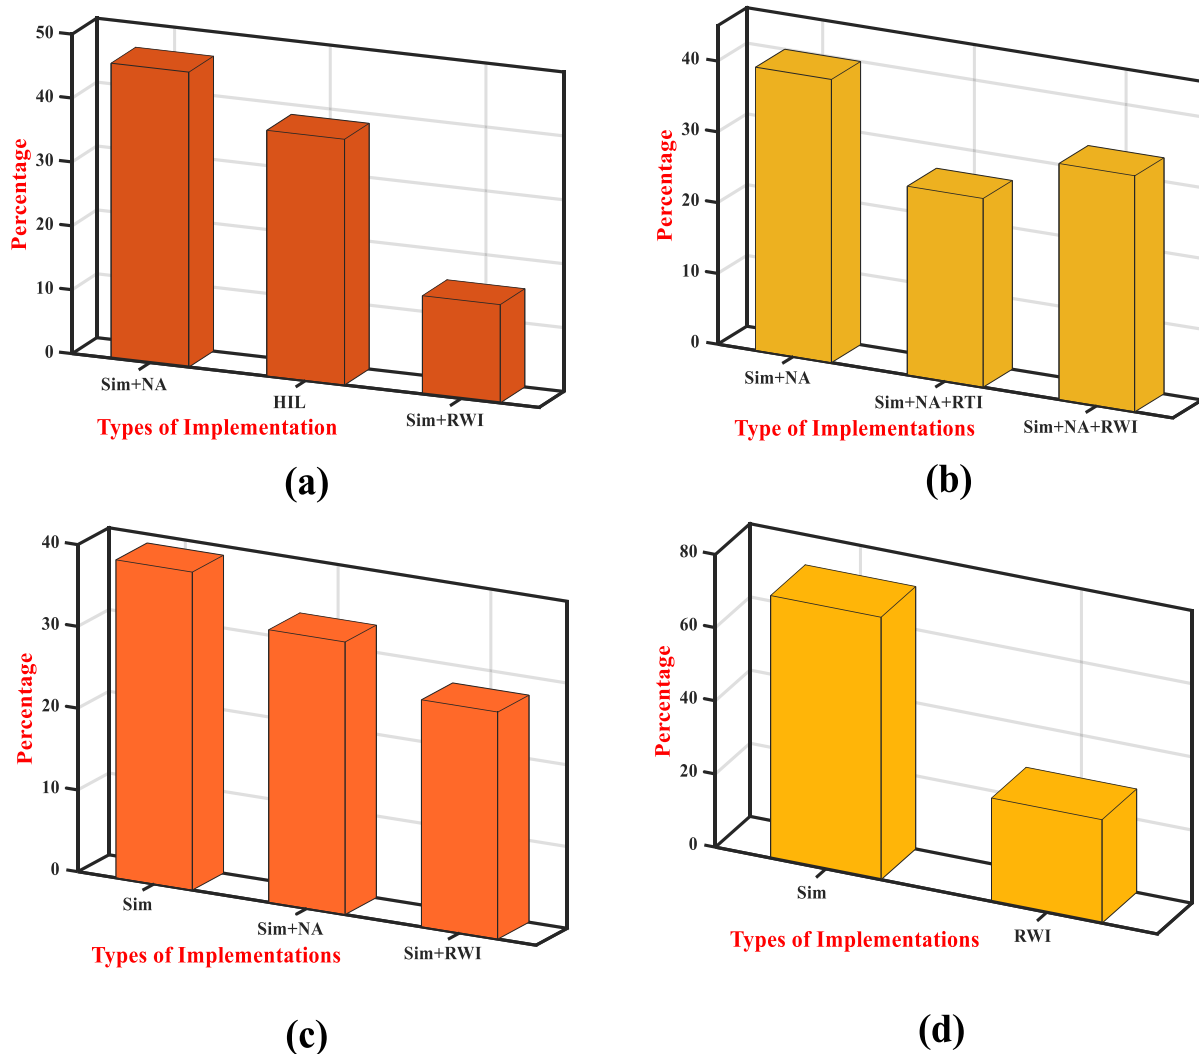 50
40
30
20
10
0
Percentage
Sim+NA
HIL
Sim+RWI
Types of Implementation
(a)
40
30
20
10
0
Percentage
Sim+NA
Sim+NA+RTI
Sim+NA+RWI
Type of Implementations
(b)
40
30
20
10
0
Percentage
Sim
Sim+NA
Sim+RWI
Types of Implementations
(c)
80
60
40
20
0
Percentage
Sim
RWI
Types of Implementations
(d)